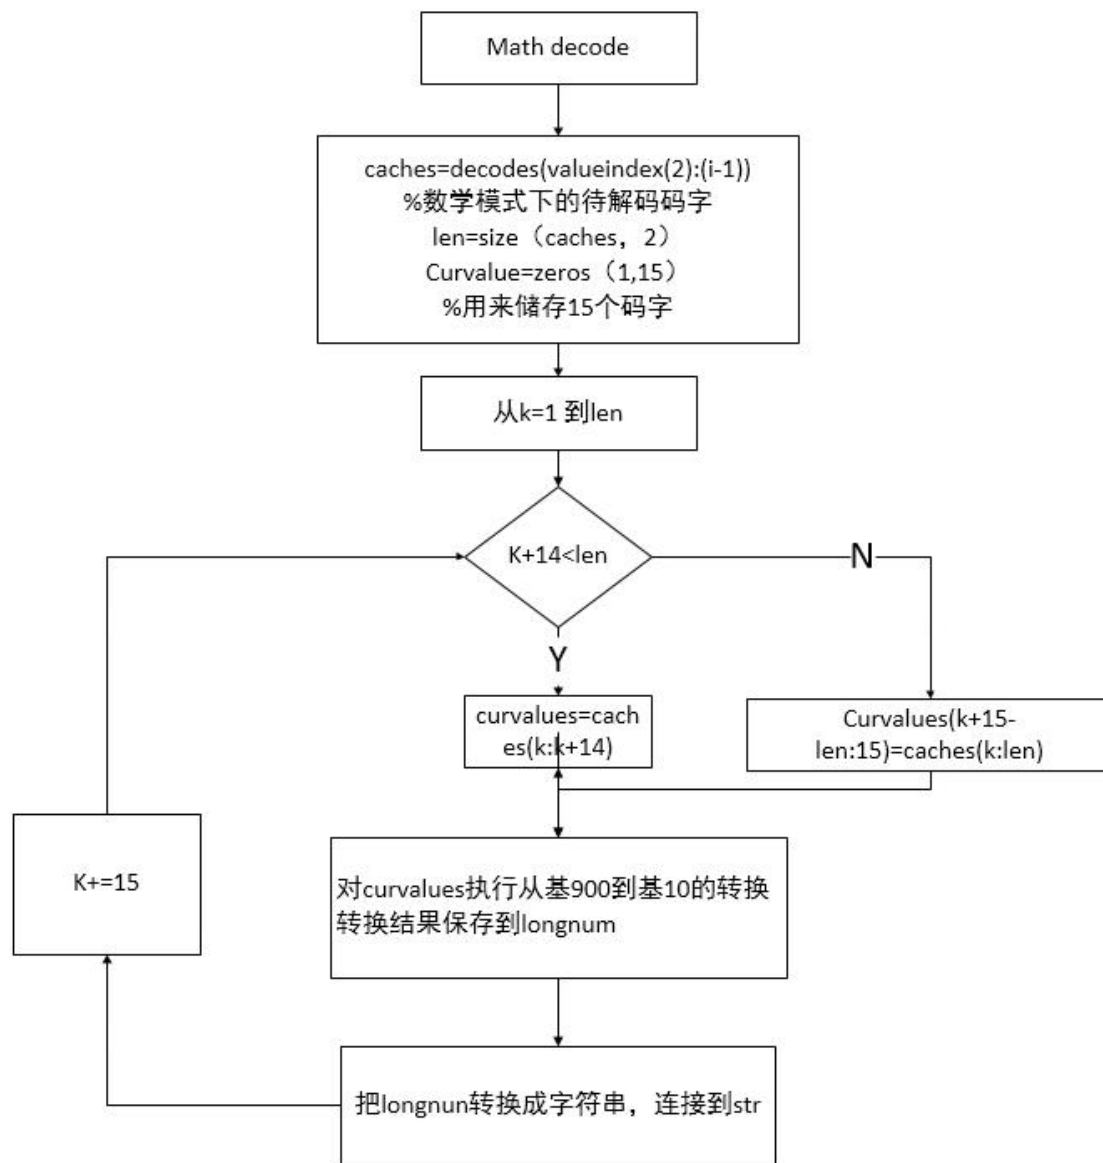 Math decode
caches=decodes(valueindex(2):(i-1))
%数学模式下的待解码码字
len=size（caches，2）
Curvalue=zeros（1,15）
%用来储存15个码字
从k=1 到len
K+14<len
N
Y
curvalues=cach
es(k:k+14)
Curvalues(k+15-
len:15)=caches(k:len)
K+=15
对curvalues执行从基900到基10的转换
转换结果保存到longnum
把longnun转换成字符串，连接到str